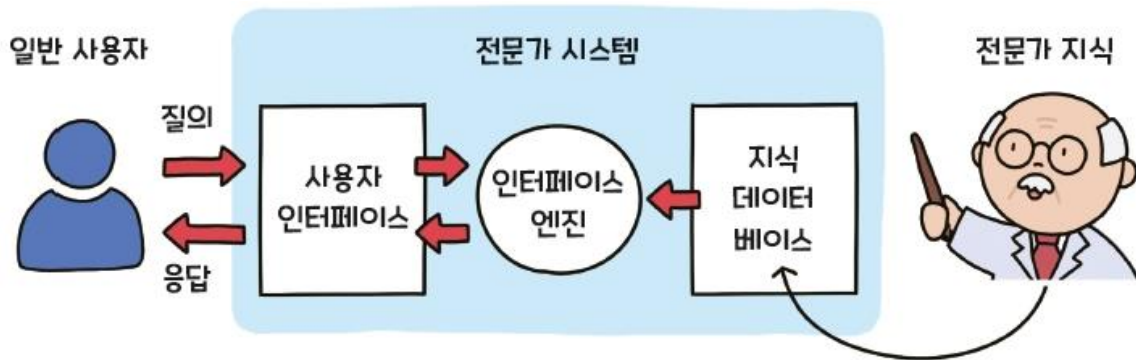 일반 사용자
전문가 시스템
전문가 지식
질의
응답
사용자
인터페이스
인터페이스
엔진
지식
데이터
베이스